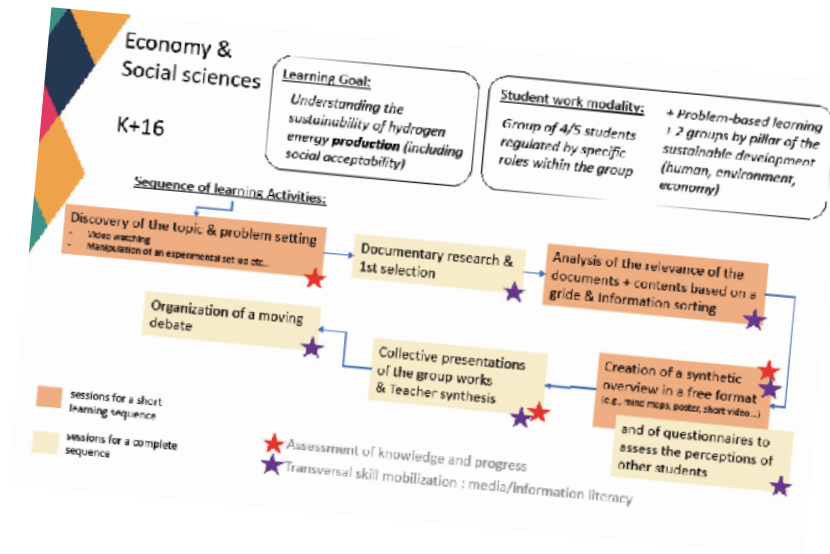 Economy &
Social sciences
K+16
Learning Goal:
Understanding the
sustainability of hydrogen
energy production (including
social acceptability)
Student work modality:
Group of 4/5 students
regulated by specific
roles within the group
+ Problem-based learning
+ 2 groups by pillar of the
sustainable development
(human, environment,
economy)
Sequence of learning Activities:
Discovery of the topic & problem setting
- Video watching
- Manipulation of an experimental set-up etc...
Documentary research &
1st selection
Analysis of the relevance of the
documents + contents based on a
gride & Information sorting
Organization of a moving
debate
Collective presentations
of the group works
& Teacher synthesis
Creation of a synthetic
overview in a free format
(e.g., mind maps, poster, short video...)
and of questionnaires to
assess the perceptions of
other students
sessions for a short
learning sequence
sessions for a complete
sequence
Assessment of knowledge and progress
Transversal skill mobilization : media/information literacy